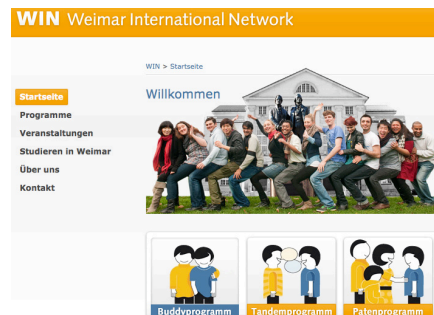 WIN Weimar International Network
WIN > Startseite
Startseite
Programme
Veranstaltungen
Studieren in Weimar
Über uns
Kontakt
Willkommen
Buddyprogramm
Tandemprogramm
Patenprogramm